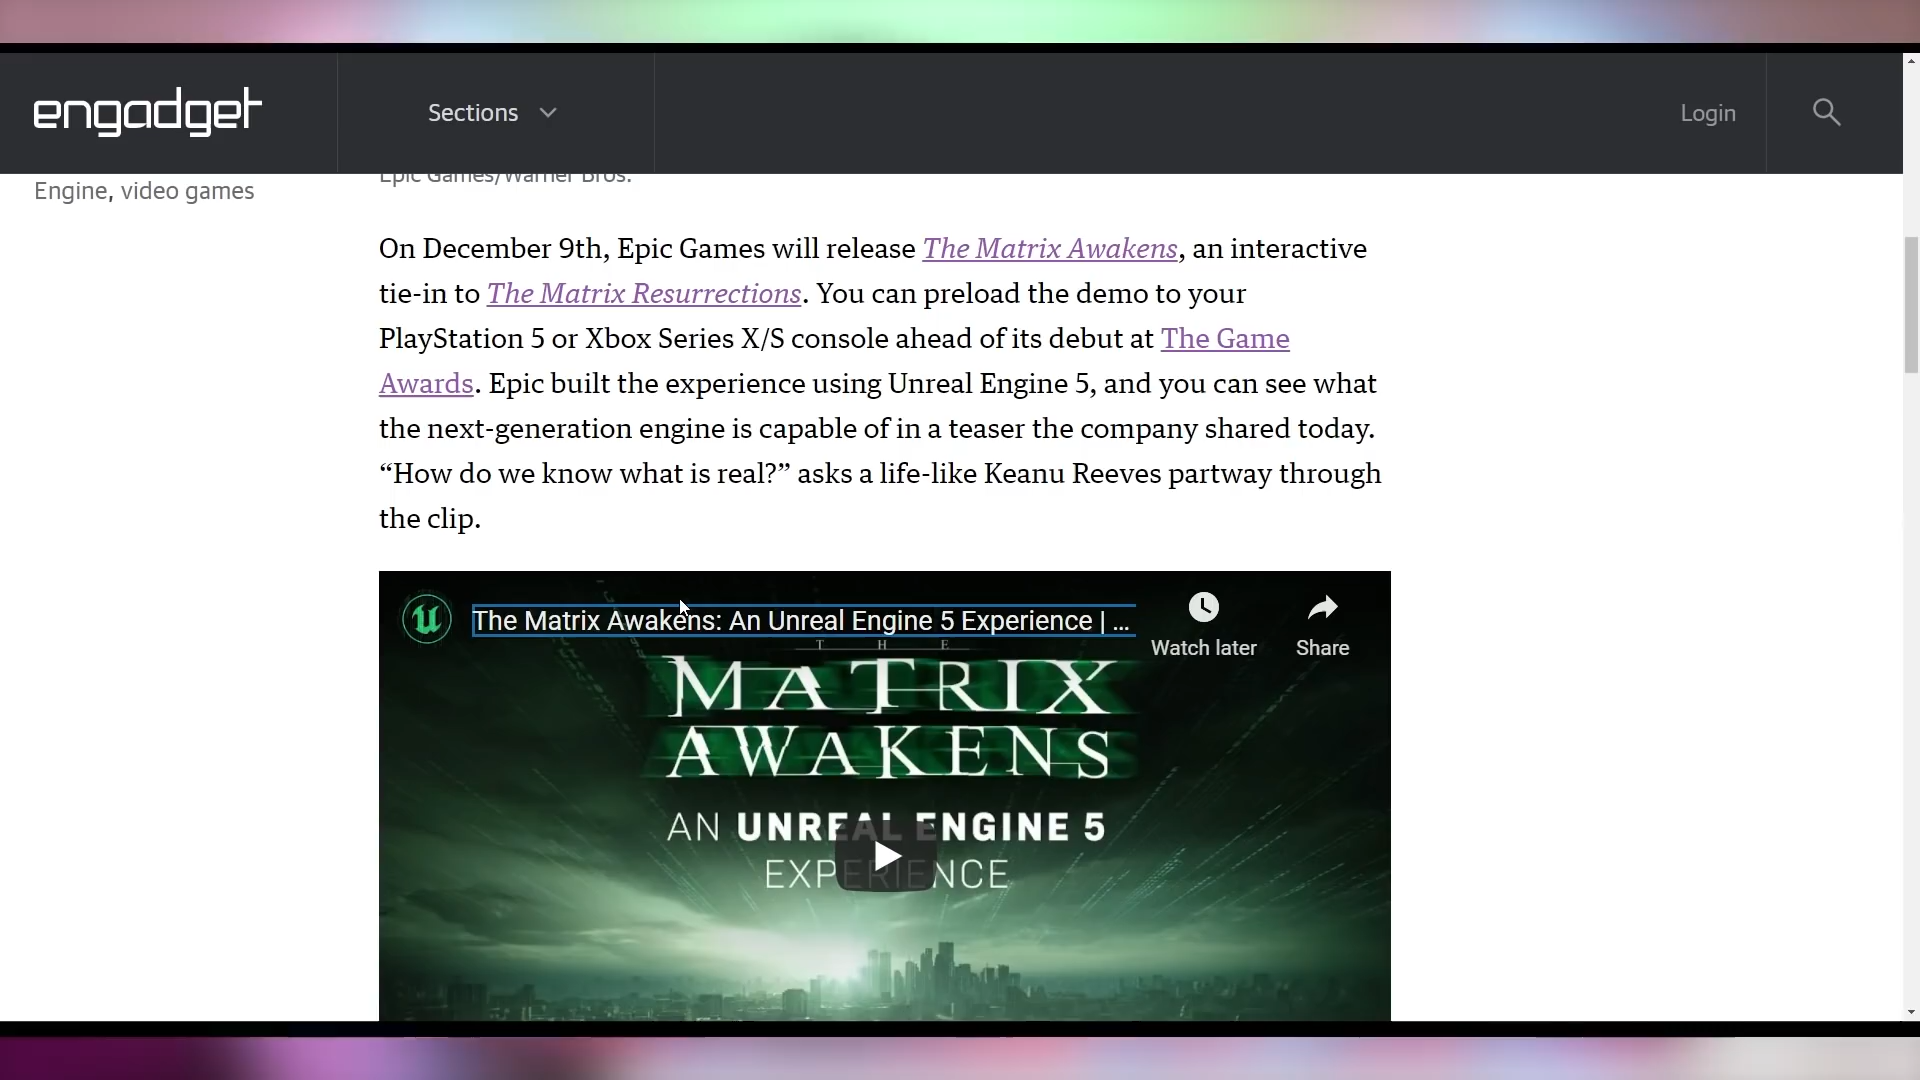 engadget
Sections
Login
Epic Games/Warner Bros.
Engine, video games
On December 9th, Epic Games will release The Matrix Awakens, an interactive
tie-in to The Matrix Resurrections. You can preload the demo to your
PlayStation 5 or Xbox Series X/S console ahead of its debut at The Game
Awards. Epic built the experience using Unreal Engine 5, and you can see what
the next-generation engine is capable of in a teaser the company shared today.
“How do we know what is real?” asks a life-like Keanu Reeves partway through
the clip.
The Matrix Awakens: An Unreal Engine 5 Experience | ...
Watch later
Share
THE
MATRIX
AWAKENS
AN UNREAL ENGINE 5
EXPERIENCE